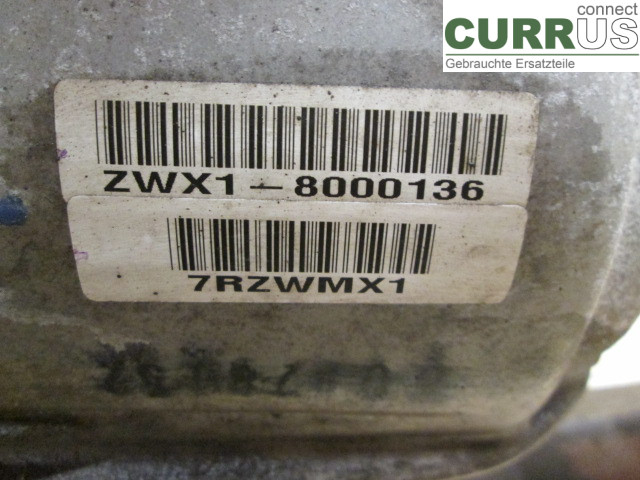 connect
CURRUS
Gebrauchte Ersatzteile
ZWX1-8000136
7RZWMX1